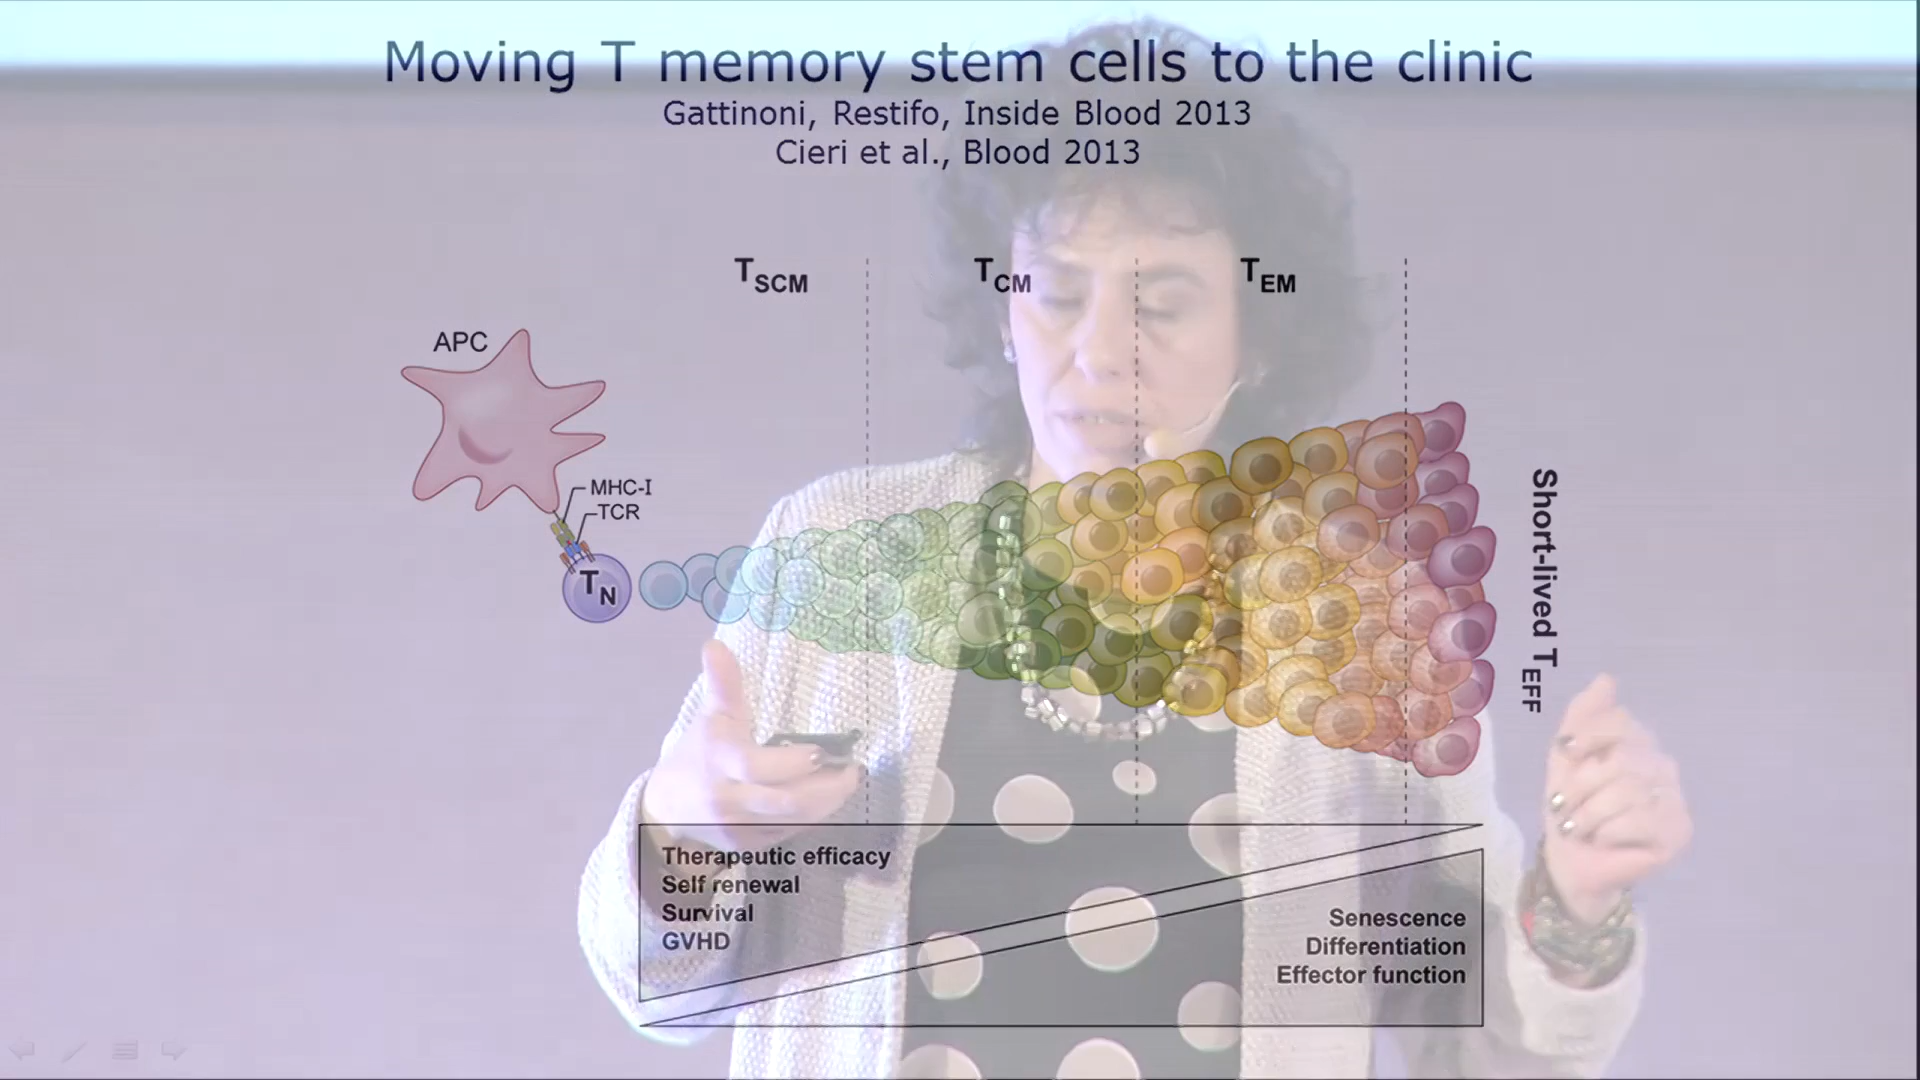 Moving T memory stem cells to the clinic
Gattinoni, Restifo, Inside Blood 2013
Cieri et al., Blood 2013
TSCM
TCM
TEM
APC
MHC-I
TCR
TN
Short-lived TEFF
Therapeutic efficacy
Self renewal
Survival
GVHD
Senescence
Differentiation
Effector function